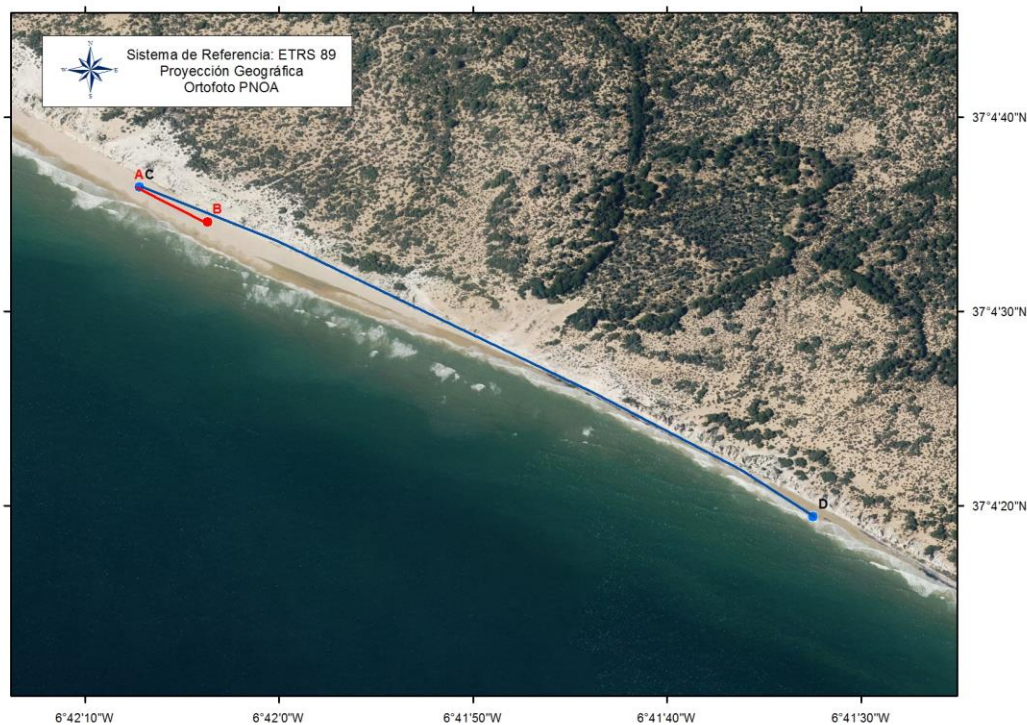 Sistema de Referencia: ETRS 89
Proyección Geográfica
Ortofoto PNOA
37°4'40"N
AC
B
37°4'30"N
D
37°4'20"N
6°42'10"W
6°42'0"W
6°41'50"W
6°41'40"W
6°41'30"W